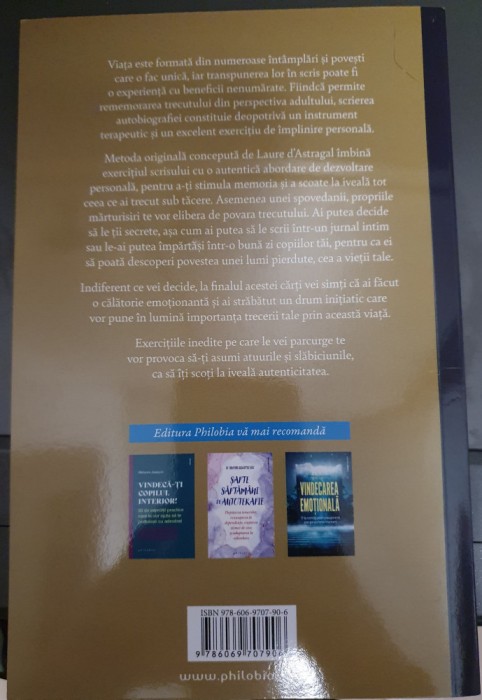 Viața este formată din numeroase întâmplări și povești
care o fac unică, iar transpunerea lor în scris poate fi
o experiență cu beneficii nenumărate. Fiindcă permite
rememorarea trecutului din perspectiva adultului, scrierea
autobiografiei constituie deopotrivă un instrument
terapeutic și un excelent exercițiu de împlinire personală.
Metoda originală concepută de Laure d'Astragal îmbină
exercițiul scrisului cu o autentică abordare de dezvoltare
personală, pentru a-ți stimula memoria și a scoate la iveală tot
ceea ce ai trecut sub tăcere. Asemenea unei spovedanii, propriile
mărturisiri te vor elibera de povara trecutului. Ai putea decide
să le ții secrete, așa cum ai putea să le scrii într-un jurnal intim
sau le-ai putea împărtăși într-o bună zi copiilor tăi, pentru ca ei
să poată descoperi povestea unei lumi pierdute, cea a vieții tale.
Indiferent ce vei decide, la finalul acestei cărți vei simți că ai făcut
o călătorie emoționantă și ai străbătut un drum inițiatic care
vor pune în lumină importanța trecerii tale prin această viață.
Exercițiile inedite pe care le vei parcurge te
vor provoca să-ți asumi atuurile și slăbiciunile,
ca să îți scoți la iveală autenticitatea.
Editura Philobia vă mai recomandă
VINDECĂ-ȚI
COPILUL
INTERIOR!
ȘAPTE
SĂPTĂMÂNI
DE AUTOTERAPIE
VINDECAREA
EMOȚIONALĂ
ISBN 978-606-9707-90-6
www.philobia